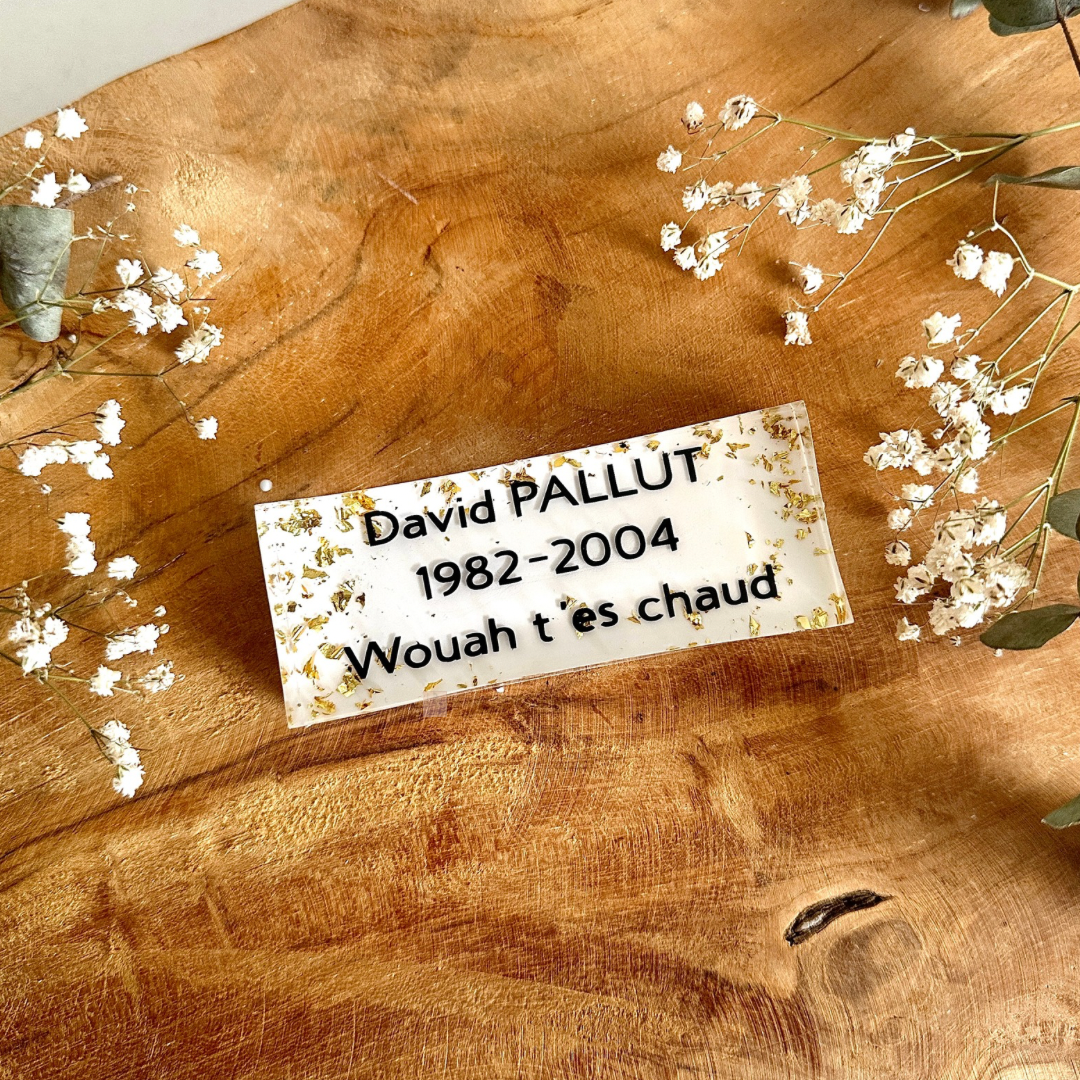 David PALLUT
1982-2004
Wouah t'es chaud